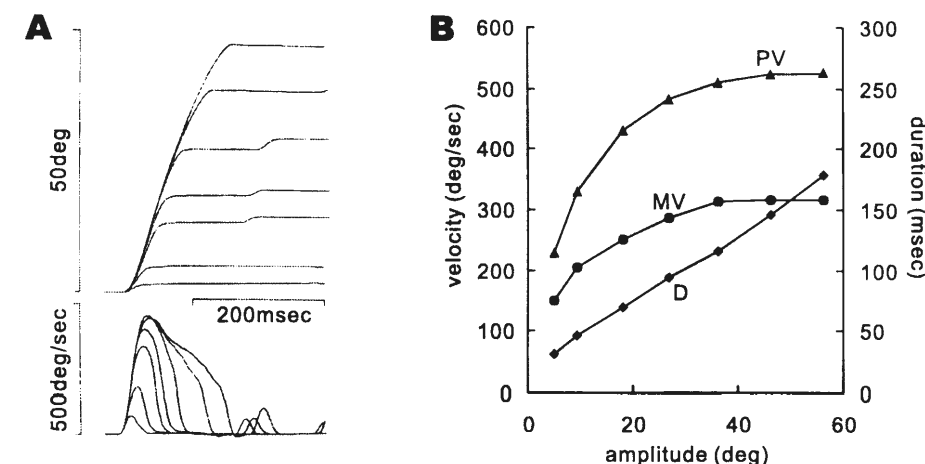 A
50deg
200msec
500deg/sec
B
velocity (deg/sec)
600
500
400
300
200
100
0
PV
MV
D
300
250
200
150
100
50
0
duration (msec)
0
20
40
60
amplitude (deg)